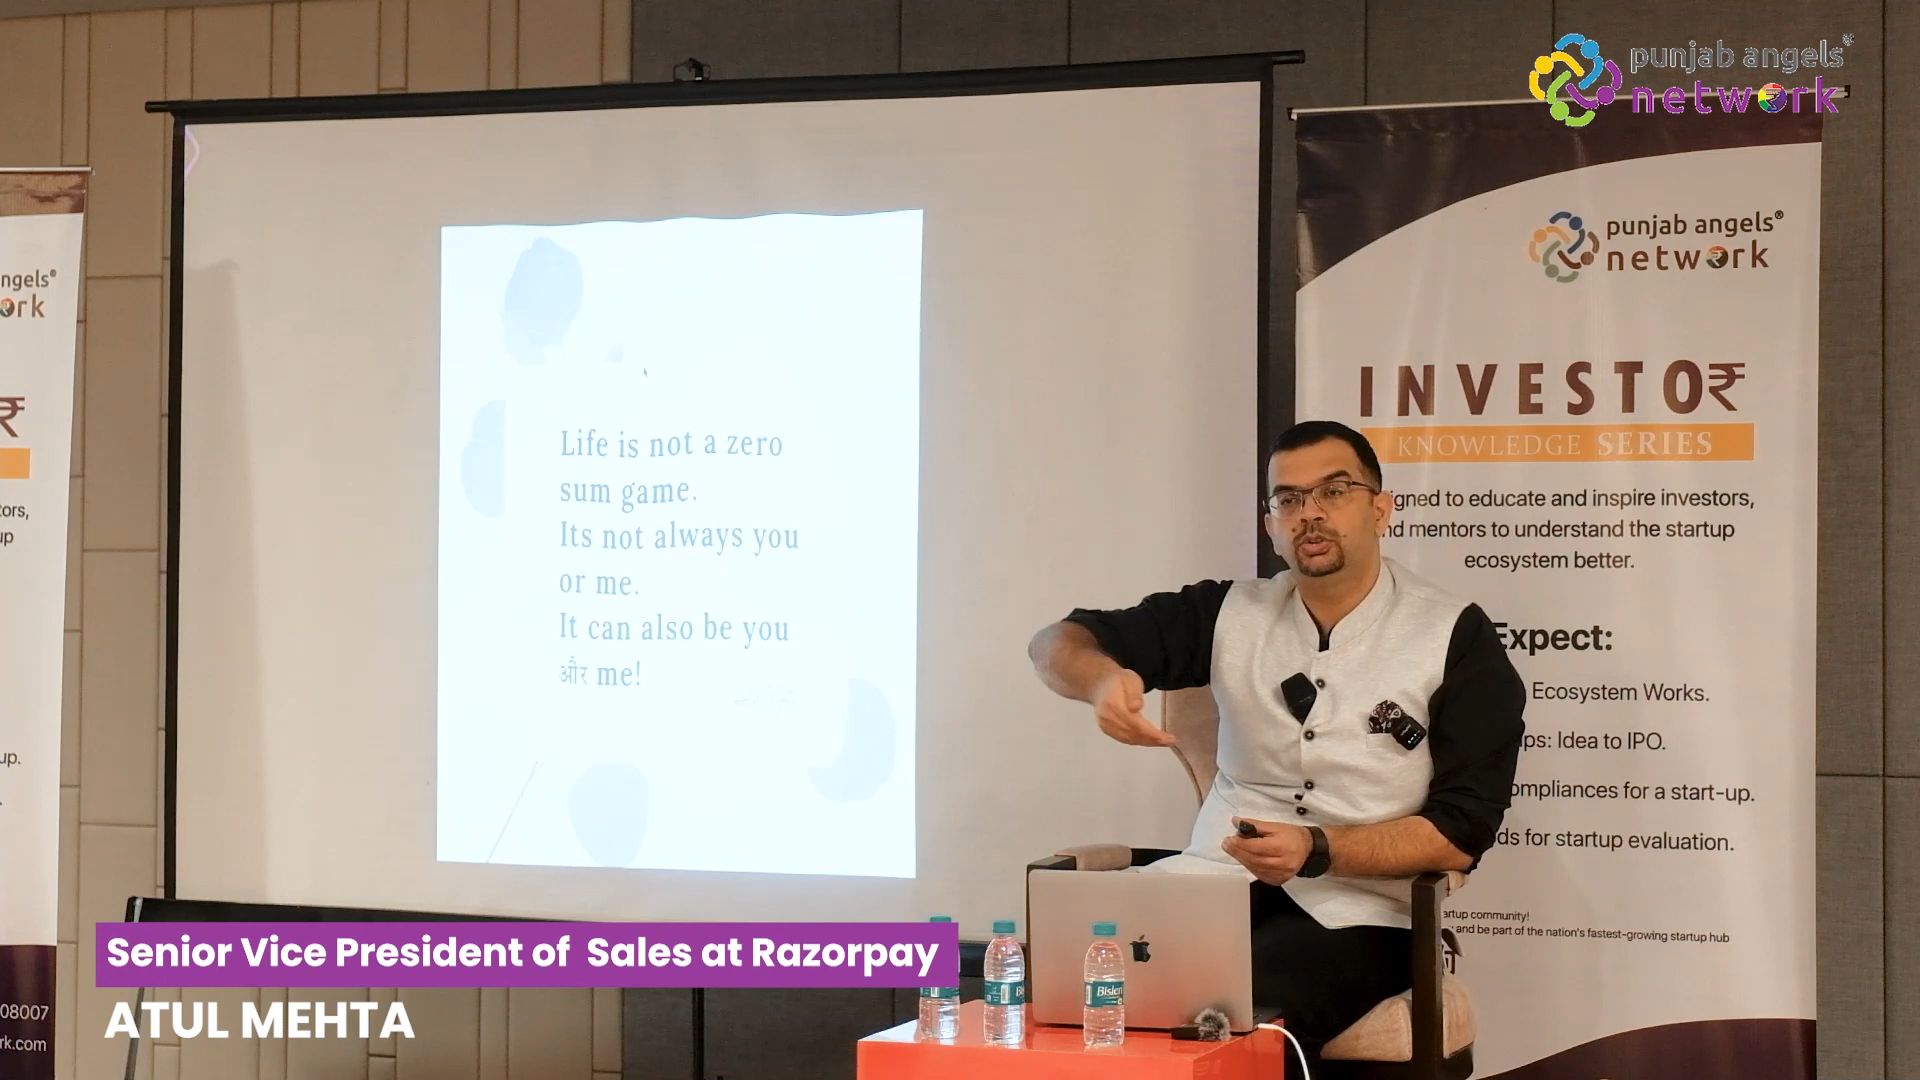 punjab angels®
network
punjab angels®
network
INVESTO₹
KNOWLEDGE SERIES
igned to educate and inspire investors,
nd mentors to understand the startup
ecosystem better.
Expect:
Ecosystem Works.
ps: Idea to IPO.
ompliances for a start-up.
ds for startup evaluation.
artup community!
and be part of the nation's fastest-growing startup hub
Life is not a zero
sum game.
Its not always you
or me.
It can also be you
और me!
ngels®
ork
₹
tors,
up
up.
08007
rk.com
Bisleri
Senior Vice President of Sales at Razorpay
ATUL MEHTA